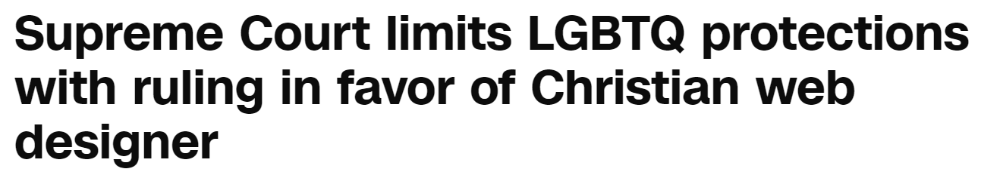 Supreme Court limits LGBTQ protections
with ruling in favor of Christian web
designer